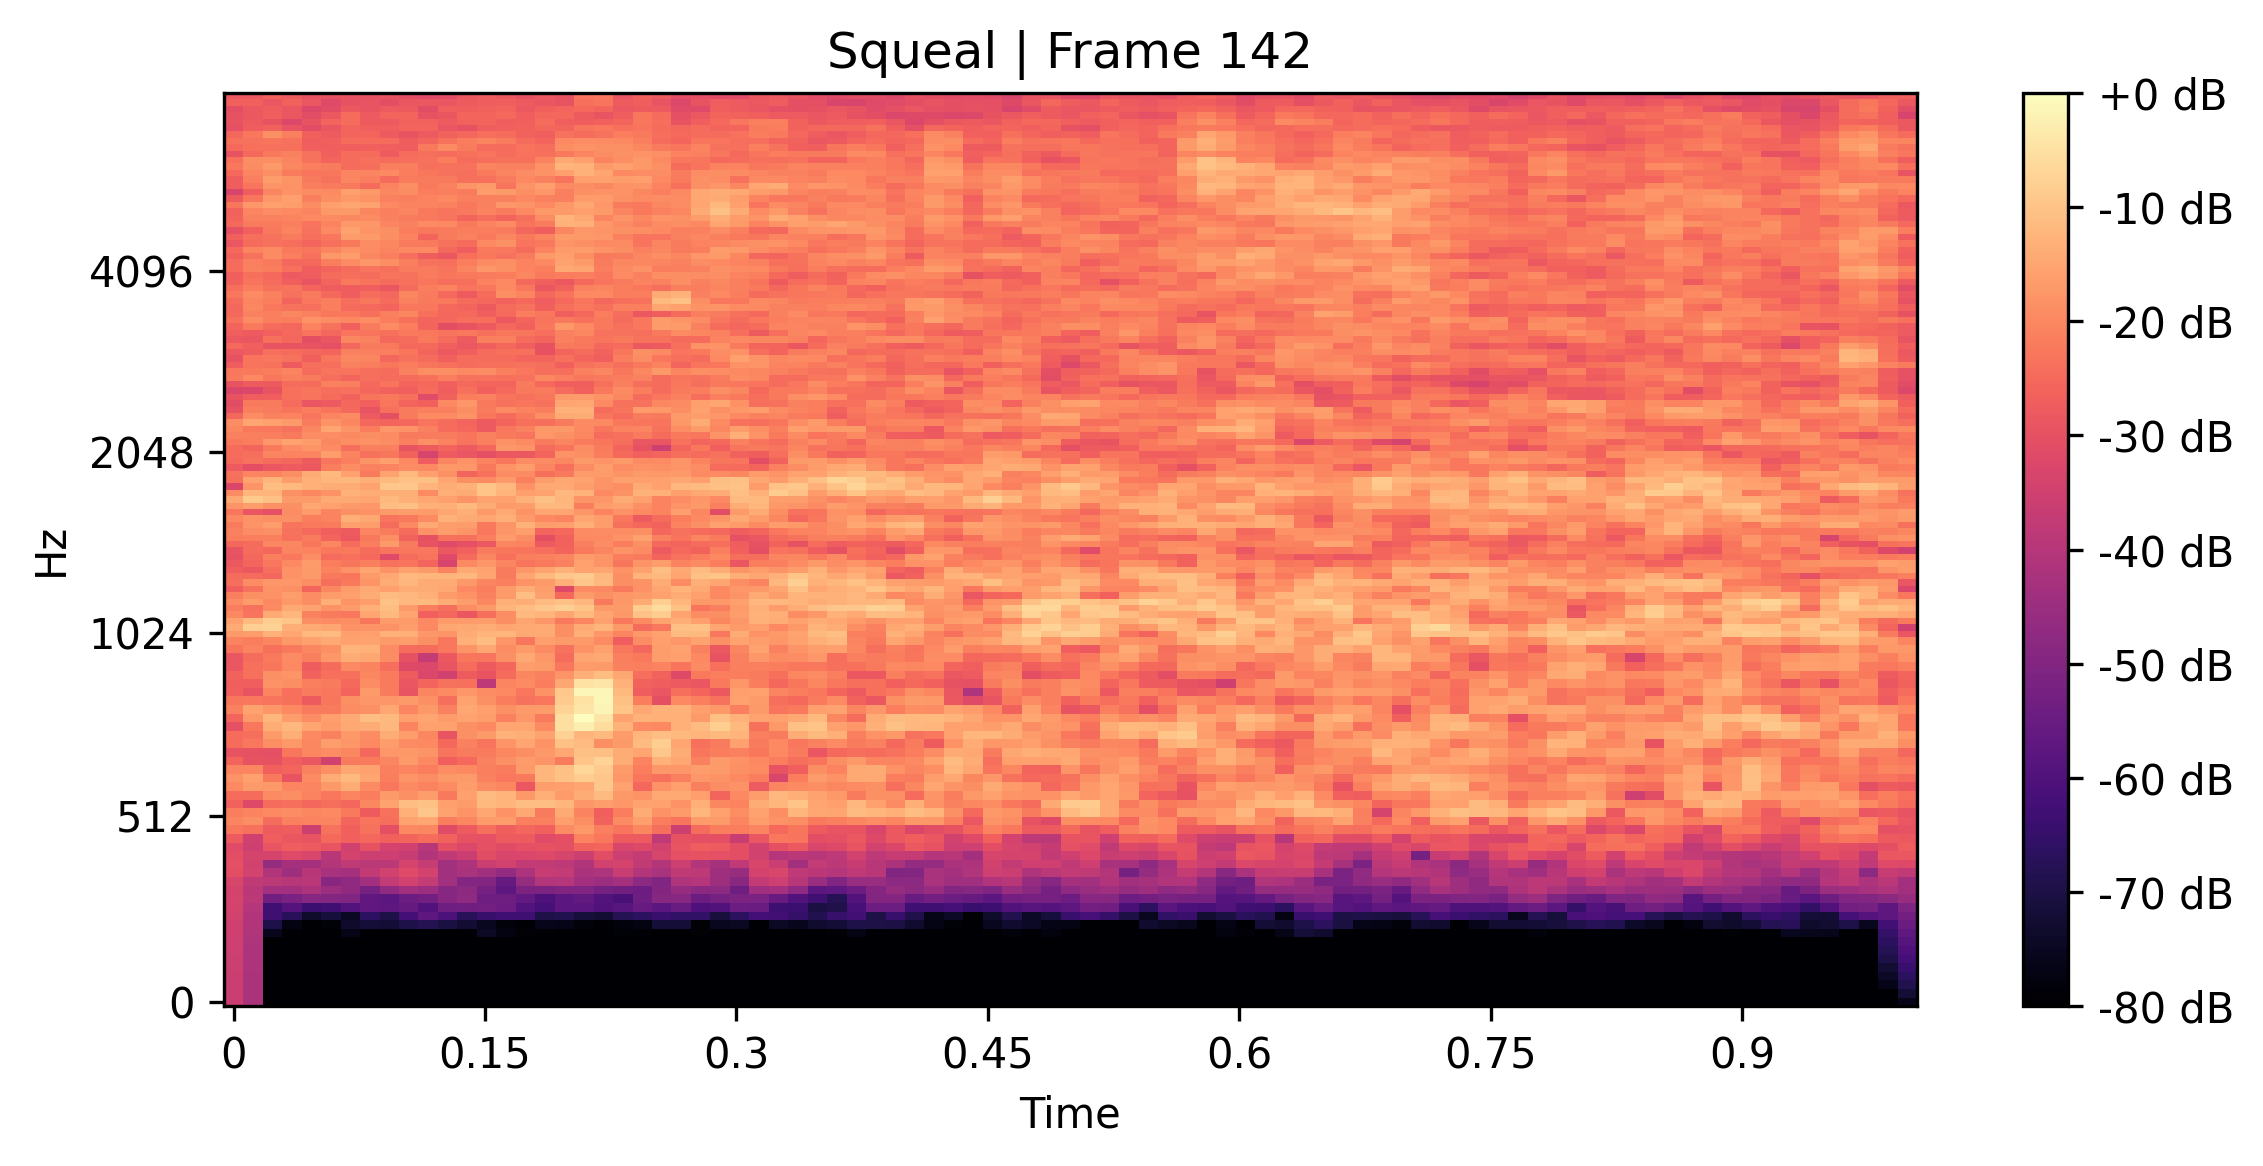 Squeal | Frame 142
Hz
4096
2048
1024
512
0
0 0.15 0.3 0.45 0.6 0.75 0.9
Time
+0 dB
-10 dB
-20 dB
-30 dB
-40 dB
-50 dB
-60 dB
-70 dB
-80 dB